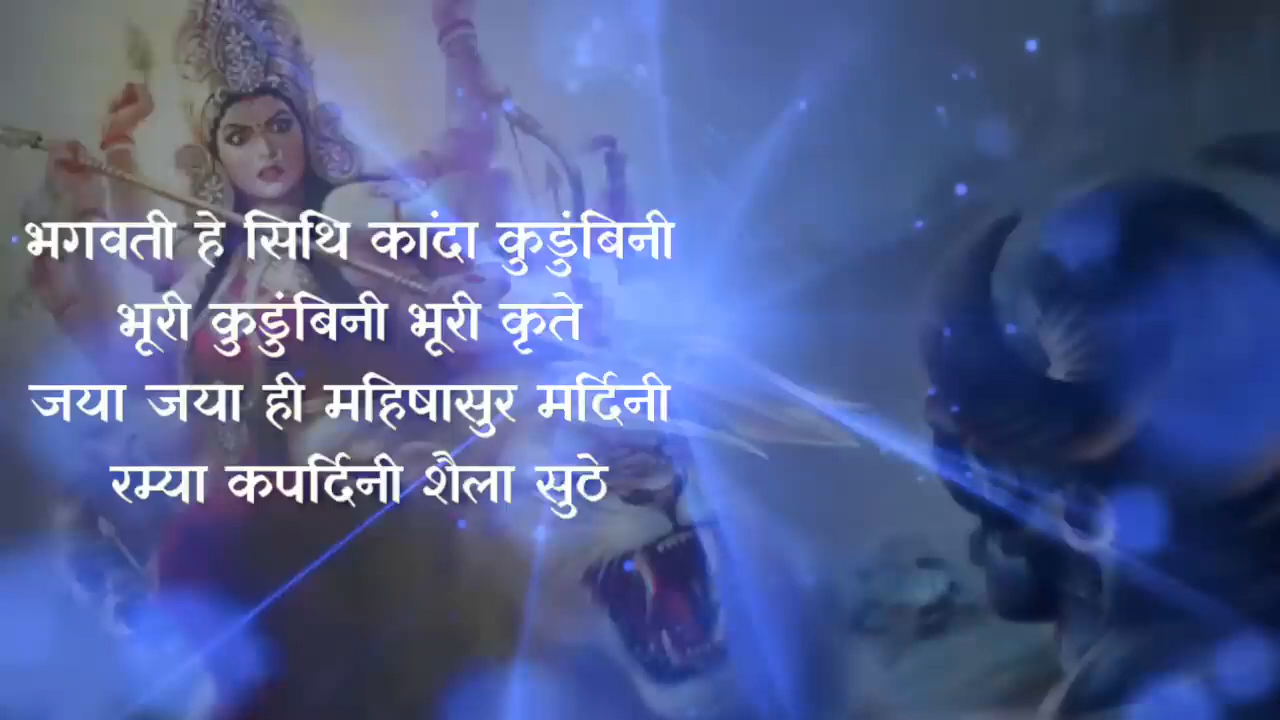 भगवती हे सिथि कांदा कुडुंबिनी
भूरी कुडुंबिनी भूरी कृते
जया जया ही महिषासुर मर्दिनी
रम्या कपर्दिनी शैला सुठे